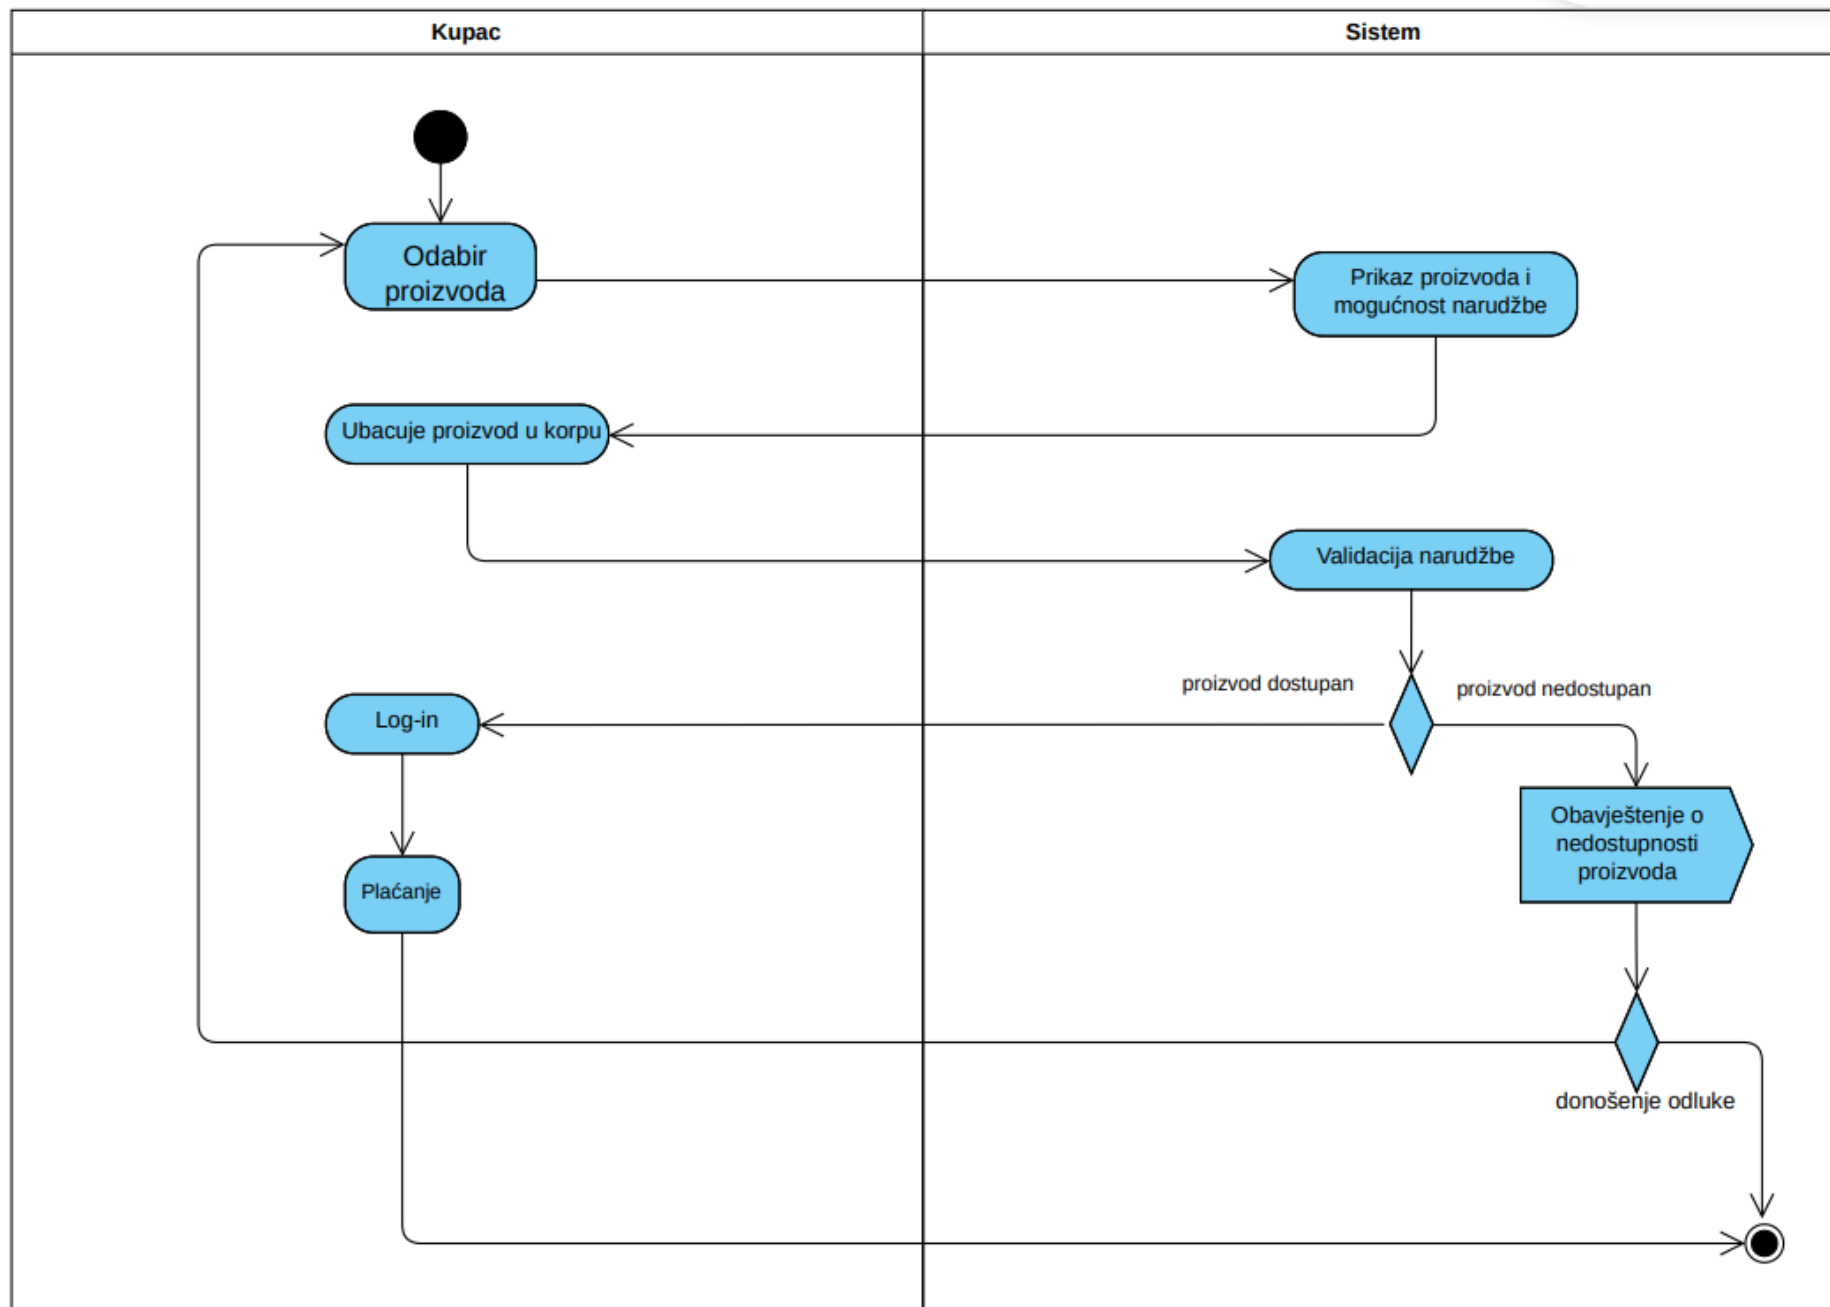 Kupac
Sistem
Odabir
proizvoda
Prikaz proizvoda i
mogućnost narudžbe
Ubacuje proizvod u korpu
Validacija narudžbe
proizvod dostupan
proizvod nedostupan
Log-in
Obavještenje o
nedostupnosti
proizvoda
Plaćanje
donošenje odluke